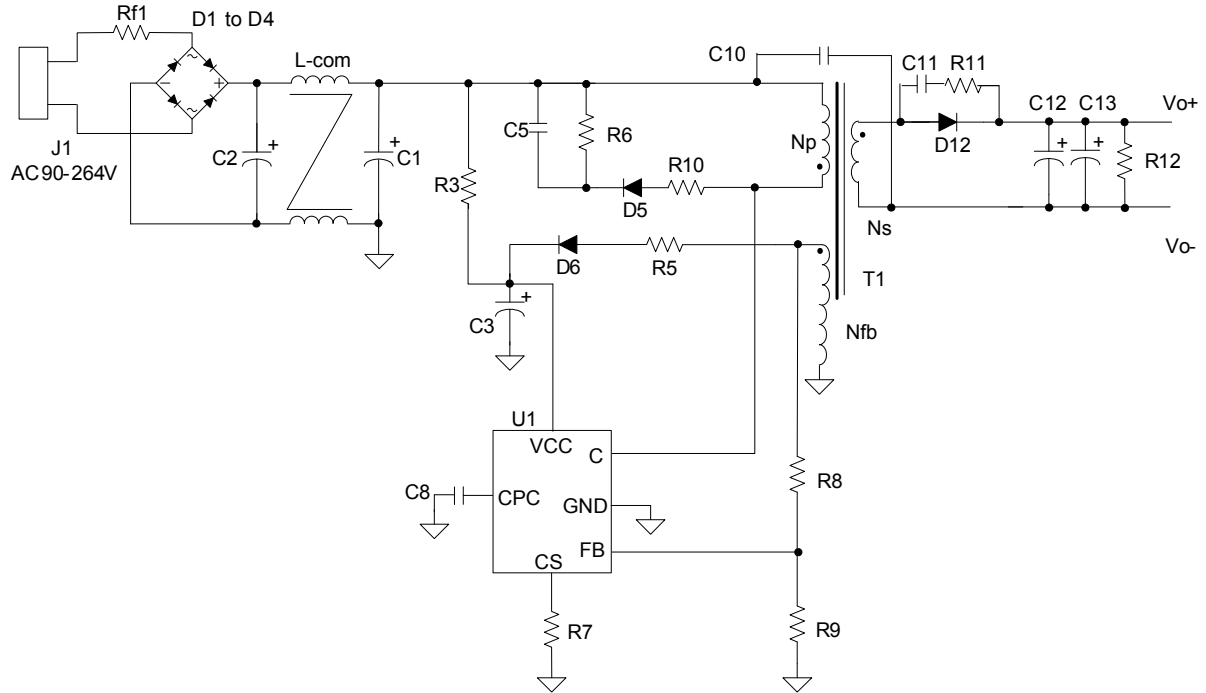 Rf1
D1 to D4
L-com
C10
C11
R11
C12
C13
Vo+
J1
AC90-264V
C2
+
C1
+
C5
R6
Np
D12
+
+
R12
R3
R10
D5
Ns
Vo-
D6
R5
T1
C3
+
Nfb
U1
VCC
C
R8
C8
CPC
GND
FB
CS
R7
R9
~
-
+
~